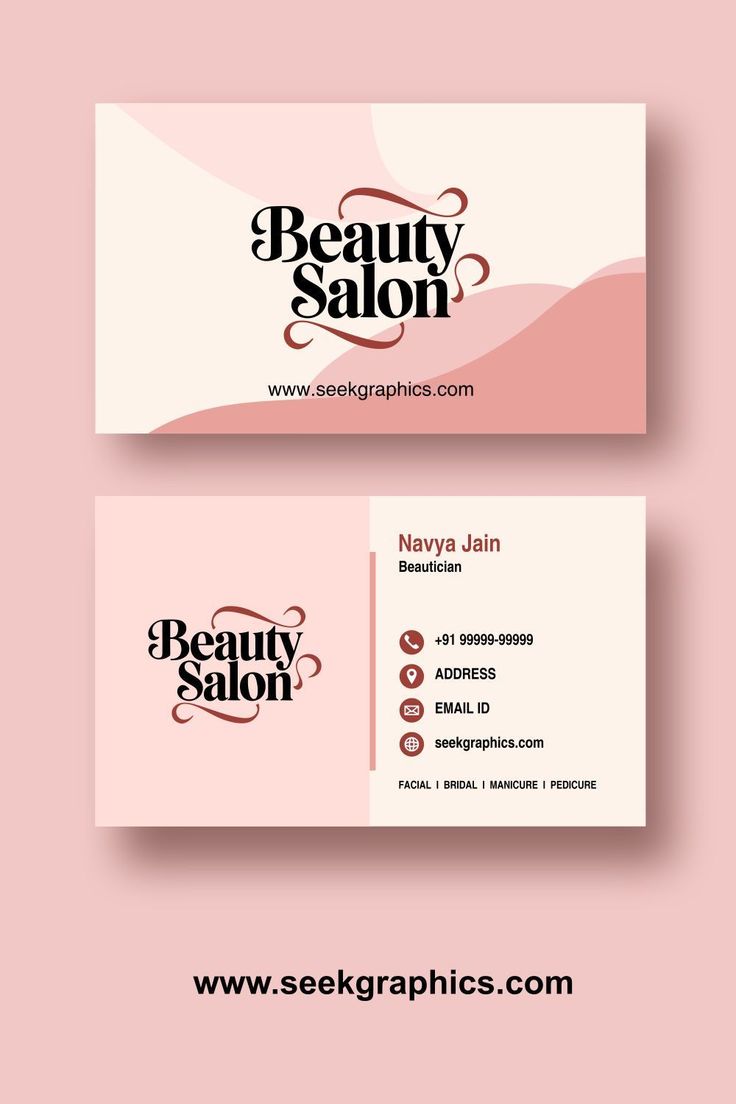 Beauty
Salon
www.seekgraphics.com
Beauty
Salon
Navya Jain
Beautician
+91 99999-99999
ADDRESS
EMAIL ID
seekgraphics.com
FACIAL I BRIDAL I MANICURE I PEDICURE
www.seekgraphics.com